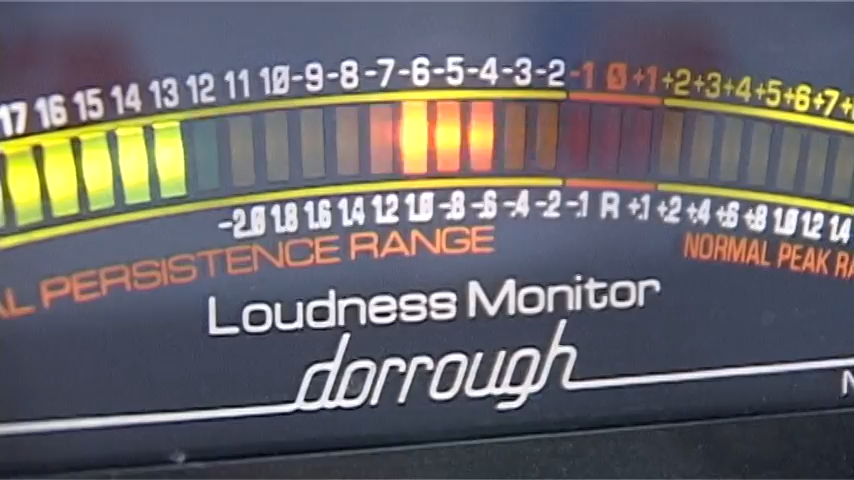 17 16 15 14 13 12 11 10-9-8-7-6-5-4-3-2-1 0 +1+2+3+4+5+6+7+
-2.0 1.8 1.6 1.4 1.2 1.0 -.8 -.6 -.4 -.2 -.1 R +.1 +.2 +.4 +.6 +.8 1.0 1.2 1.4
AL PERSISTENCE RANGE
NORMAL PEAK RA
Loudness Monitor
dorrough
N